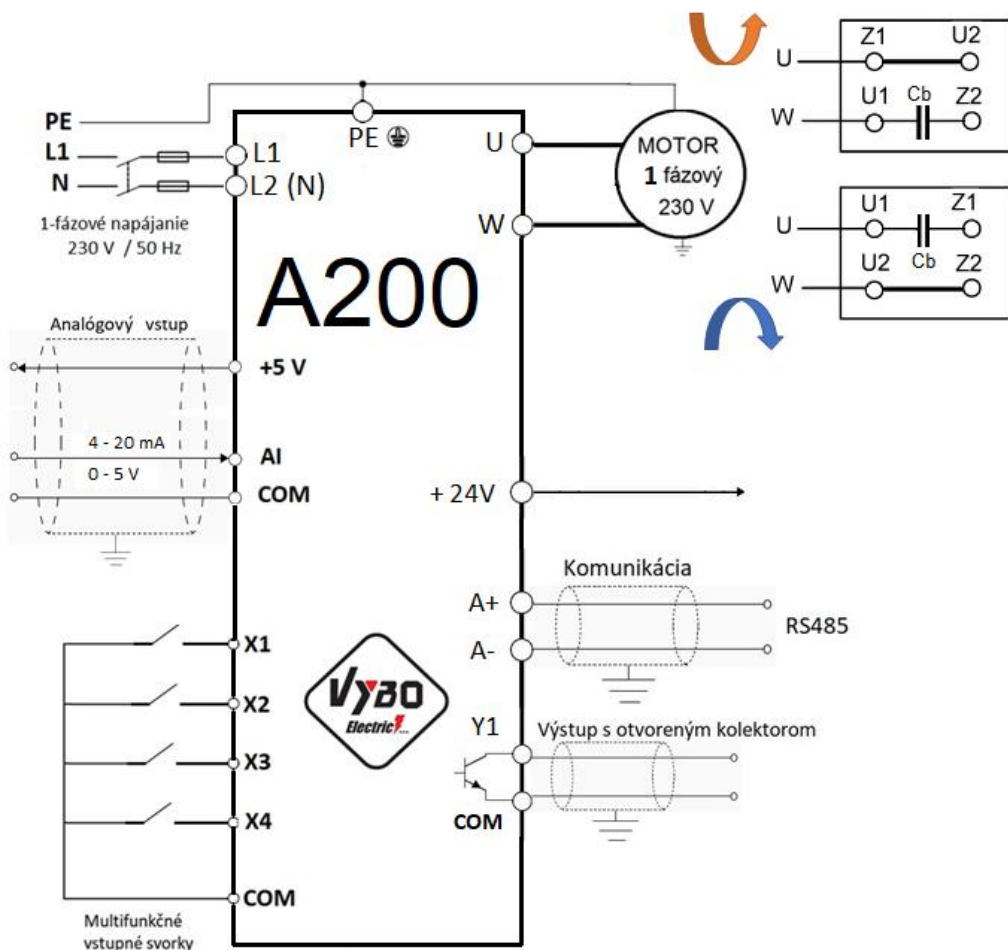 PE
L1
N
1-fázové napájanie
230 V / 50 Hz
PE
L1
L2 (N)
U
W
MOTOR
1 fázový
230 V
U
Z1
U2
W
U1
Cb
Z2
U
U1
Z1
Cb
W
U2
Z2
A200
Analógový vstup
+5 V
4 - 20 mA
0 - 5 V
AI
COM
+ 24V
Komunikácia
A+
A-
RS485
X1
X2
X3
X4
COM
Multifunkčné
vstupné svorky
VYBO
Electric
Y1
Výstup s otvoreným kolektorom
COM